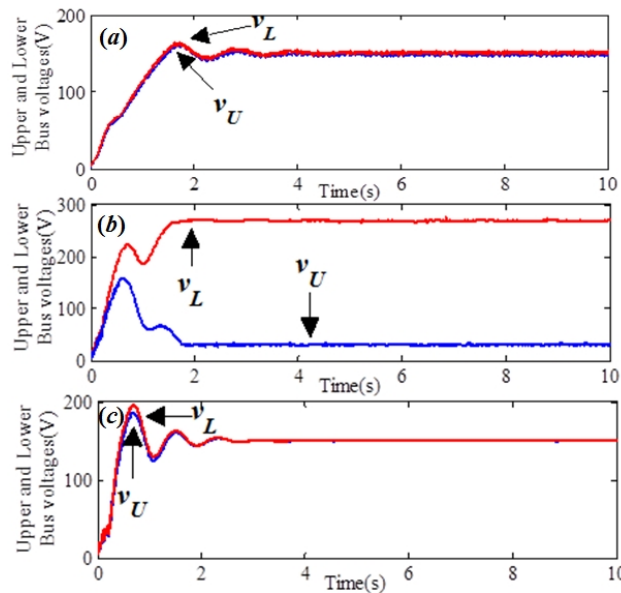 200
(a)
v_L
100
v_U
0
0 2 4 6 8 10
Time(s)
Upper and Lower
Bus voltages(V)
300
(b)
v_U
200
v_L
100
0
0 2 4 6 8 10
Time(s)
Upper and Lower
Bus voltages(V)
200
(c)
v_L
100
v_U
0
0 2 4 6 8 10
Time(s)
Upper and Lower
Bus voltages(V)